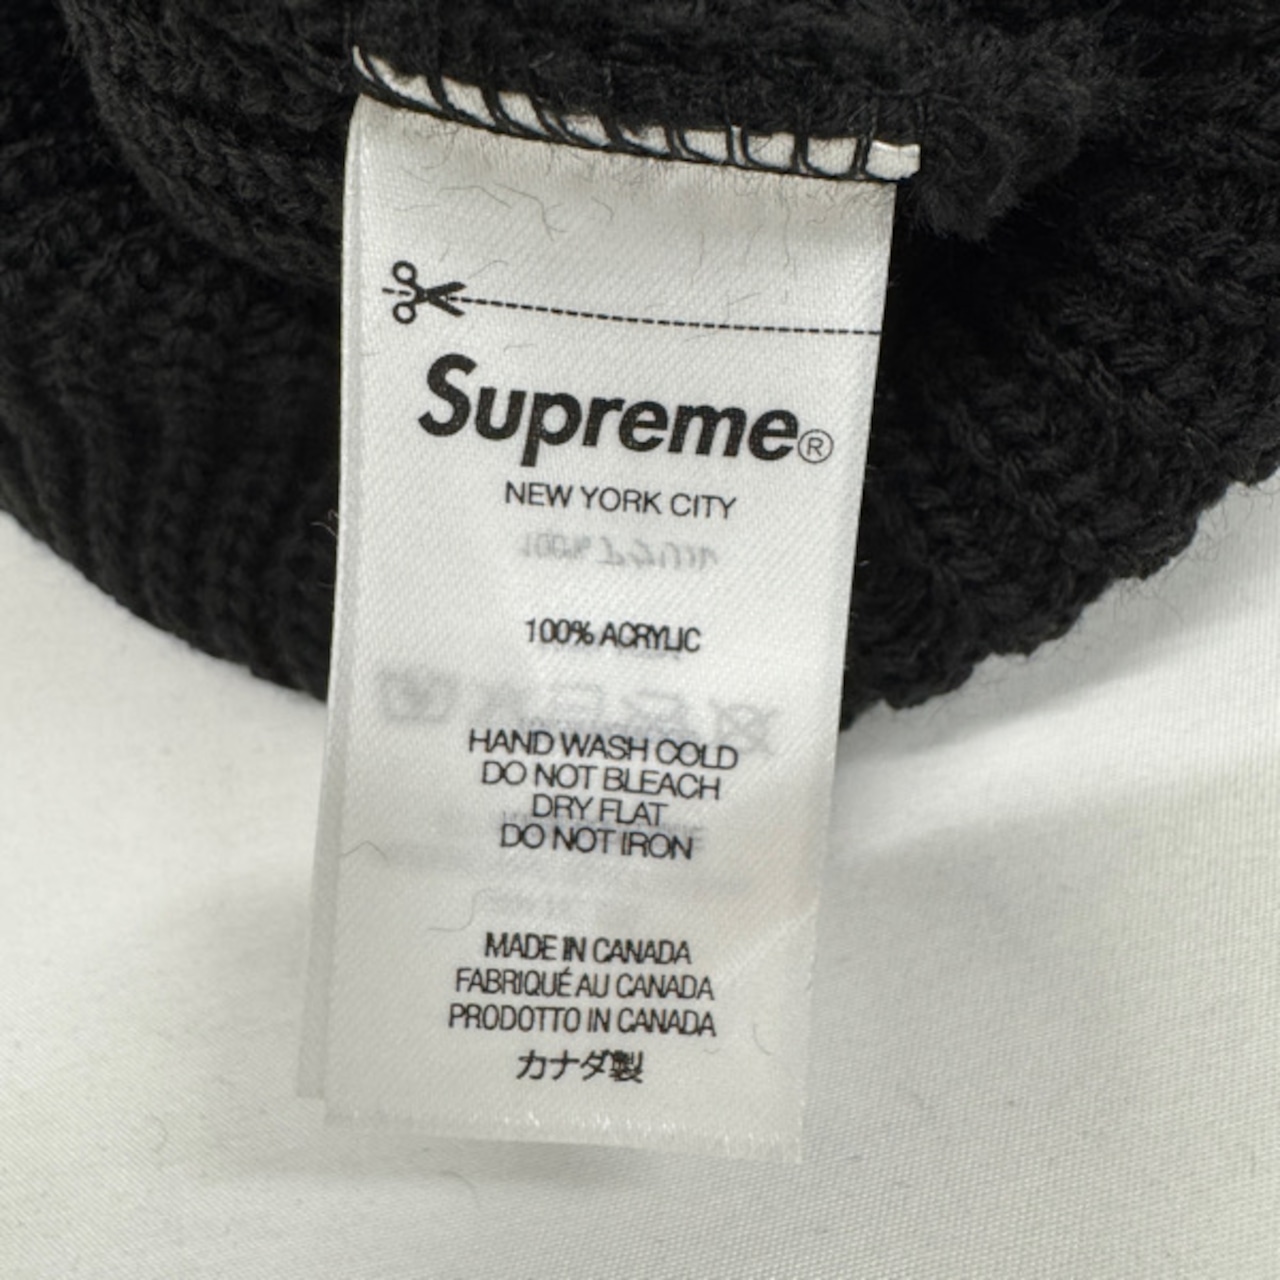 Supreme®
NEW YORK CITY
100% ACRYLIC
HAND WASH COLD
DO NOT BLEACH
DRY FLAT
DO NOT IRON
MADE IN CANADA
FABRIQUÉ AU CANADA
PRODOTTO IN CANADA
カナダ製